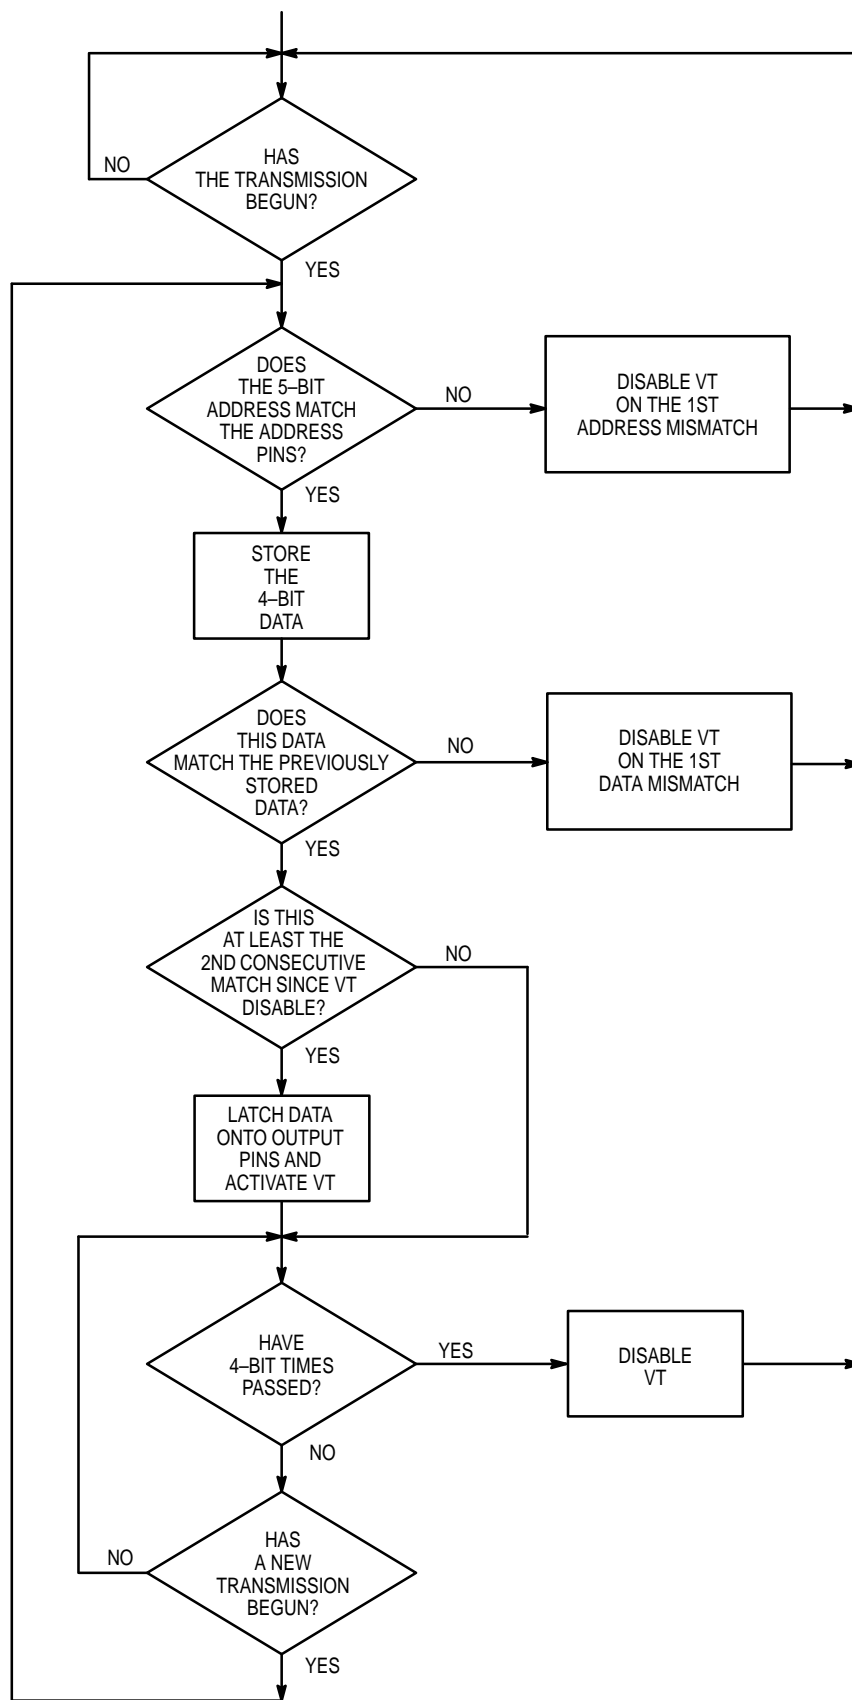 HAS
THE TRANSMISSION
BEGUN?
NO
YES
DOES
THE 5–BIT
ADDRESS MATCH
THE ADDRESS
PINS?
NO
DISABLE VT
ON THE 1ST
ADDRESS MISMATCH
YES
STORE
THE
4–BIT
DATA
DOES
THIS DATA
MATCH THE PREVIOUSLY
STORED
DATA?
NO
DISABLE VT
ON THE 1ST
DATA MISMATCH
YES
IS THIS
AT LEAST THE
2ND CONSECUTIVE
MATCH SINCE VT
DISABLE?
NO
YES
LATCH DATA
ONTO OUTPUT
PINS AND
ACTIVATE VT
HAVE
4–BIT TIMES
PASSED?
YES
DISABLE
VT
NO
HAS
A NEW
TRANSMISSION
BEGUN?
NO
YES